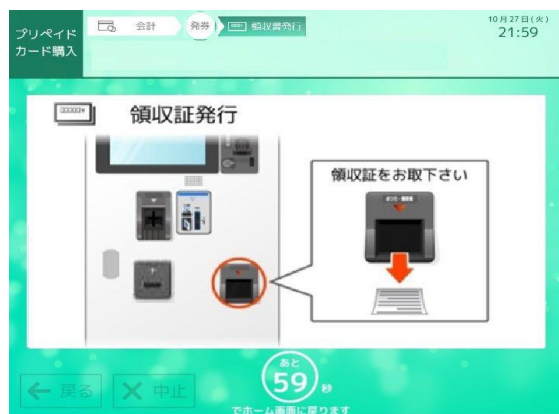 プリペイド
カード購入
会計
発券
領収書発行
10月27日(火)
21:59
領収証発行
領収証をお取下さい
← 戻る
✕ 中止
あと
59 秒
でホーム画面に戻ります